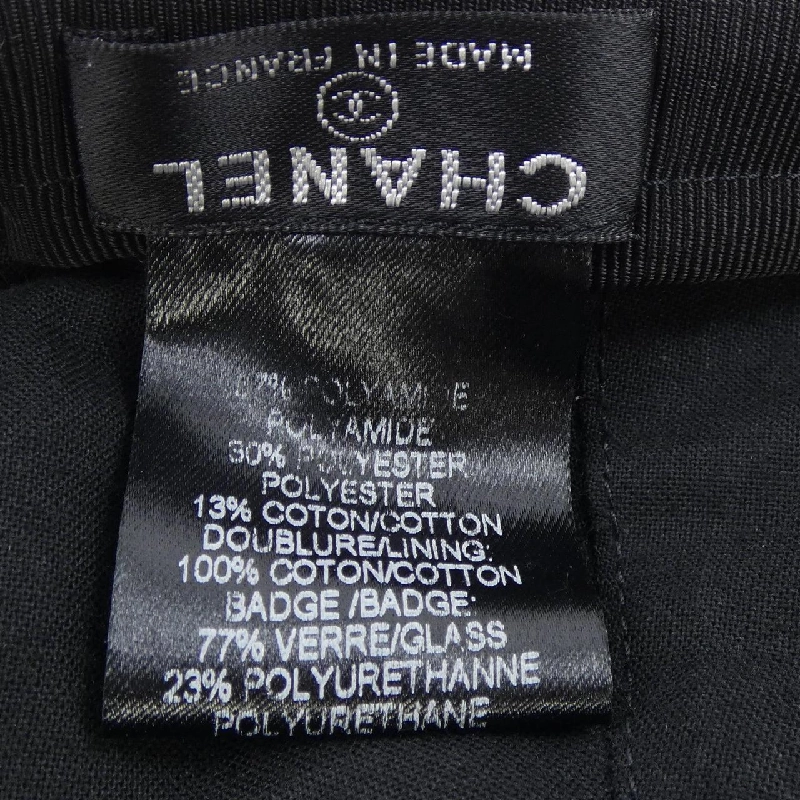 CHANEL
MADE IN FRANCE
POLYAMIDE
POLYAMIDE
30% POLYESTER
POLYESTER
13% COTON/COTTON
DOUBLURE/LINING:
100% COTON/COTTON
BADGE /BADGE:
77% VERRE/GLASS
23% POLYURETHANNE
POLYURETHANE